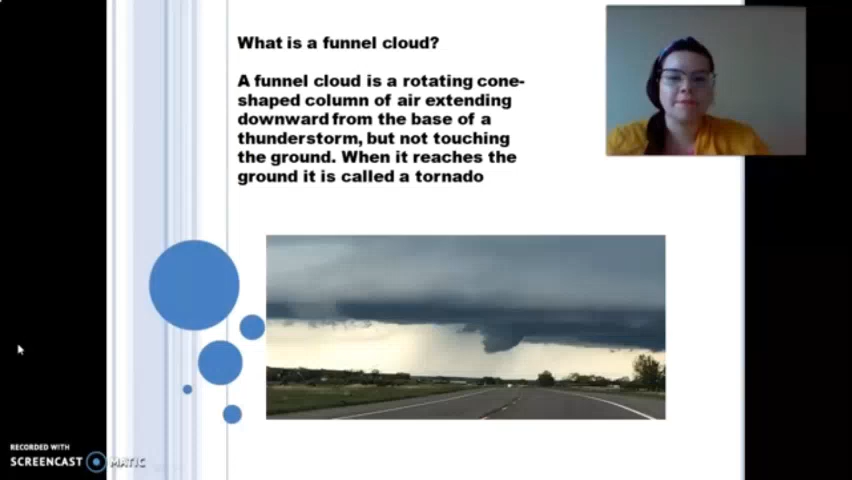 What is a funnel cloud?
A funnel cloud is a rotating cone-
shaped column of air extending
downward from the base of a
thunderstorm, but not touching
the ground. When it reaches the
ground it is called a tornado
RECORDED WITH
SCREENCAST MATIC